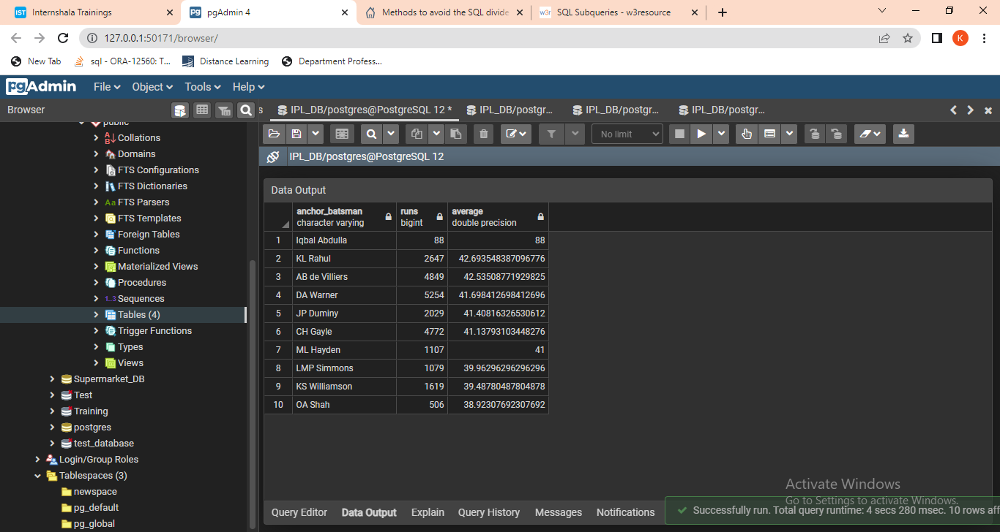 IST Internshala Trainings
pgAdmin 4
Methods to avoid the SQL divide
w3r SQL Subqueries - w3resource
127.0.0.1:50171/browser/
K
New Tab
sql - ORA-12560: T...
Distance Learning
Department Profess...
pgAdmin
File
Object
Tools
Help
Browser
s
IPL_DB/postgres@PostgreSQL 12 *
IPL_DB/postgr...
IPL_DB/postgr...
IPL_DB/postgr...
public
Collations
Domains
FTS Configurations
FTS Dictionaries
Aa FTS Parsers
FTS Templates
Foreign Tables
Functions
Materialized Views
Procedures
1..3 Sequences
Tables (4)
Trigger Functions
Types
Views
Supermarket_DB
Test
Training
postgres
test_database
Login/Group Roles
Tablespaces (3)
newspace
pg_default
pg_global
No limit
IPL_DB/postgres@PostgreSQL 12
Data Output
anchor_batsman character varying
runs bigint
average double precision
1 Iqbal Abdulla 88 88
2 KL Rahul 2647 42.693548387096776
3 AB de Villiers 4849 42.53508771929825
4 DA Warner 5254 41.698412698412696
5 JP Duminy 2029 41.40816326530612
6 CH Gayle 4772 41.13793103448276
7 ML Hayden 1107 41
8 LMP Simmons 1079 39.96296296296296
9 KS Williamson 1619 39.48780487804878
10 OA Shah 506 38.92307692307692
Activate Windows
Go to Settings to activate Windows.
Query Editor
Data Output
Explain
Query History
Messages
Notifications
Successfully run. Total query runtime: 4 secs 280 msec. 10 rows aff